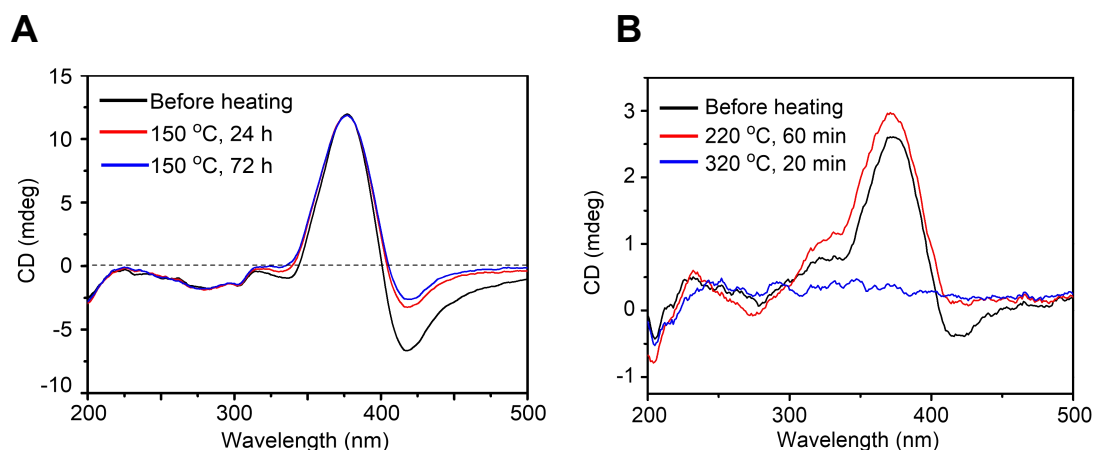 A
15
10
5
0
-5
-10
CD (mdeg)
Before heating
150 °C, 24 h
150 °C, 72 h
200
300
400
500
Wavelength (nm)
B
3
2
1
0
-1
CD (mdeg)
Before heating
220 °C, 60 min
320 °C, 20 min
200
300
400
500
Wavelength (nm)